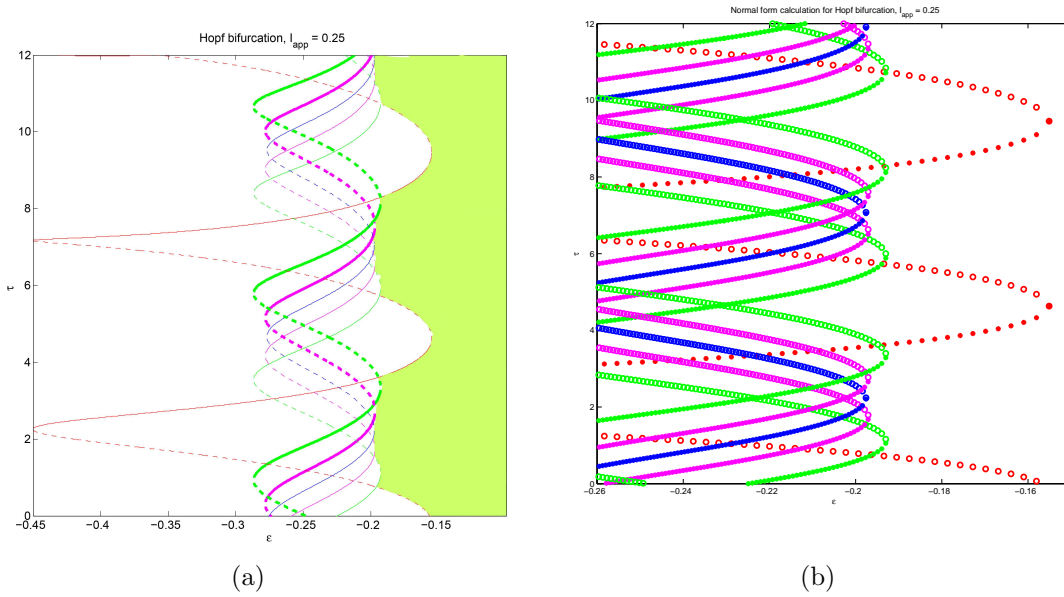 Hopf bifurcation, I_app = 0.25
12
10
8
6
4
2
0
τ
−0.45 −0.4 −0.35 −0.3 −0.25 −0.2 −0.15
ε
(a)
Normal form calculation for Hopf bifurcation, I_app = 0.25
12
10
8
6
4
2
0
τ
−0.26 −0.24 −0.22 −0.2 −0.18 −0.16
ε
(b)